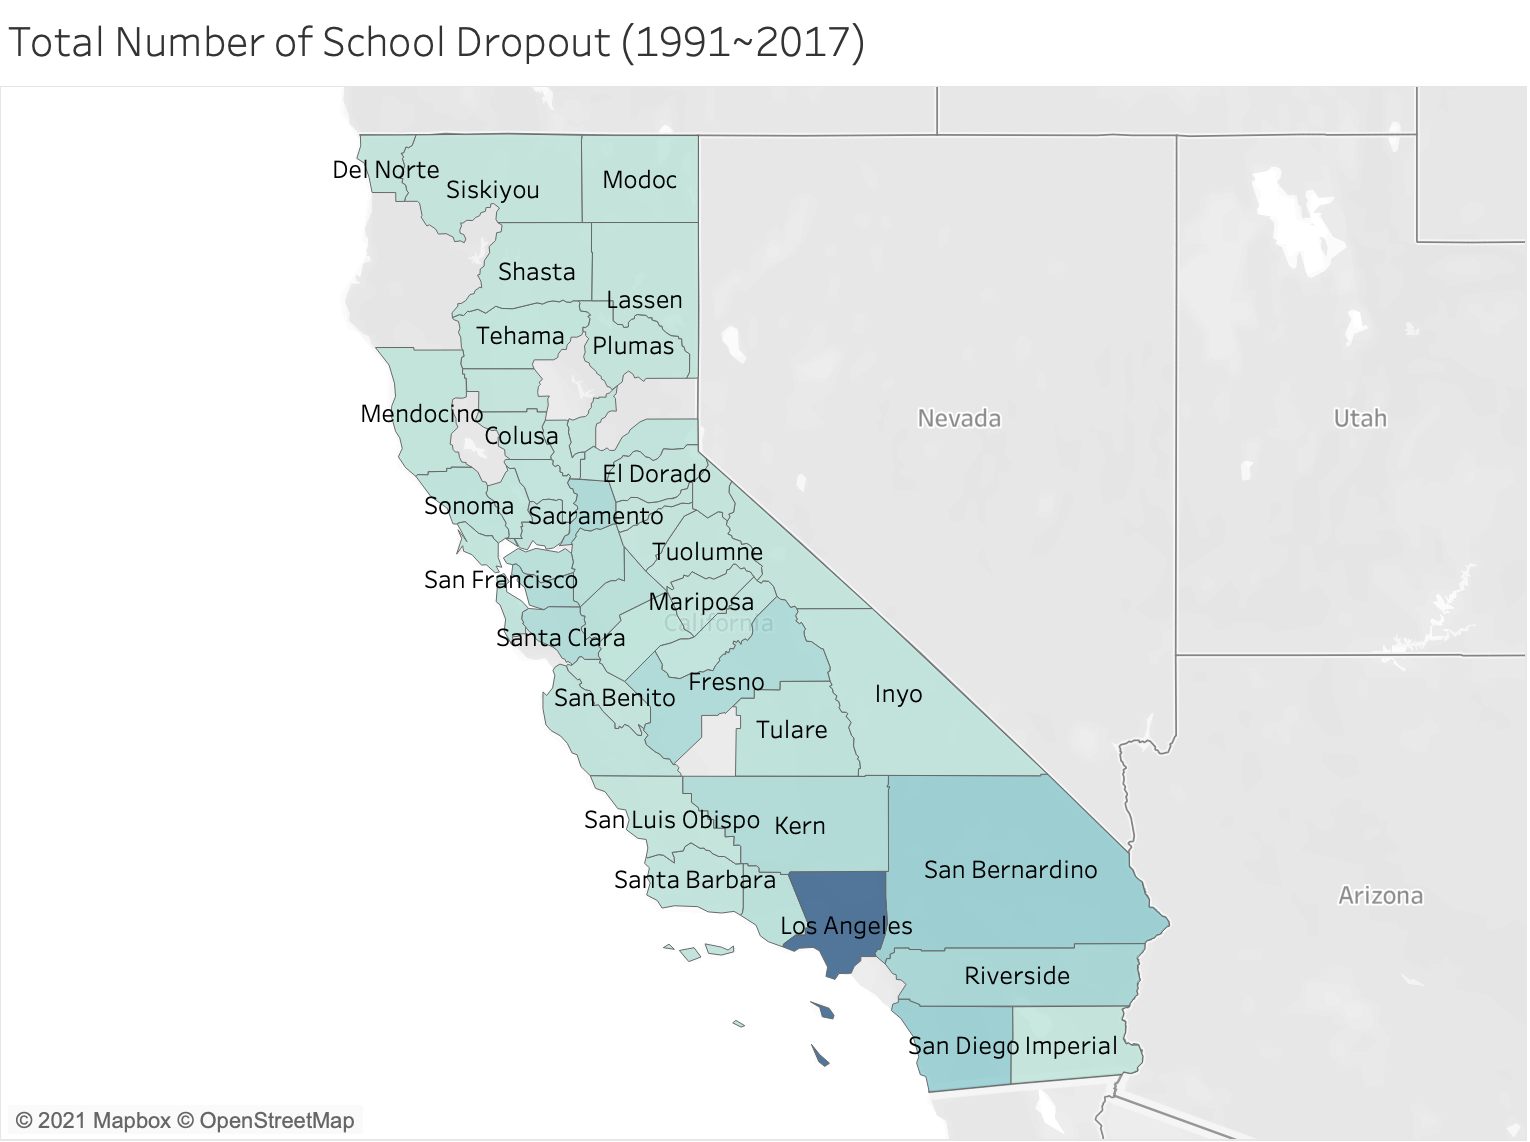 Total Number of School Dropout (1991~2017)
Del Norte
Siskiyou
Modoc
Shasta
Lassen
Tehama
Plumas
Mendocino
Colusa
Nevada
Utah
El Dorado
Sonoma
Sacramento
Tuolumne
San Francisco
Mariposa
California
Santa Clara
Fresno
San Benito
Inyo
Tulare
San Luis Obispo
Kern
San Bernardino
Santa Barbara
Arizona
Los Angeles
Riverside
San Diego
Imperial
© 2021 Mapbox © OpenStreetMap